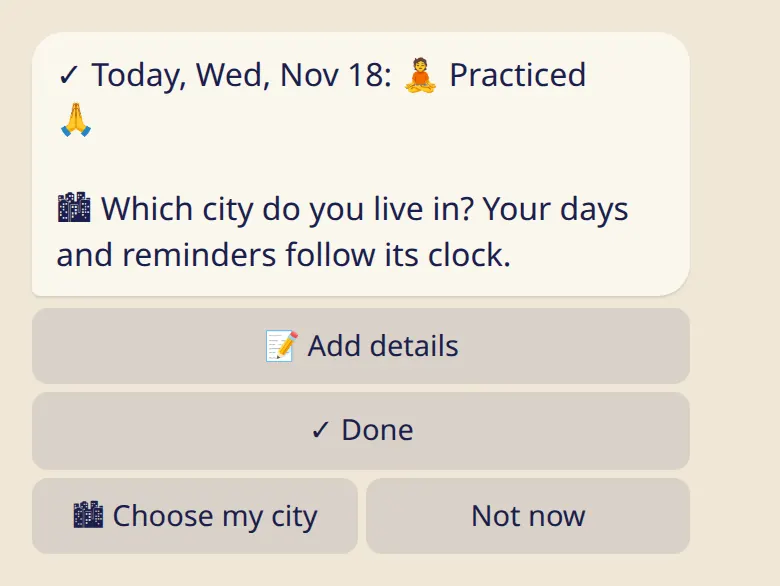 ✓ Today, Wed, Nov 18: 🧘 Practiced
🙏
🏙 Which city do you live in? Your days
and reminders follow its clock.
📝 Add details
✓ Done
🏙 Choose my city
Not now